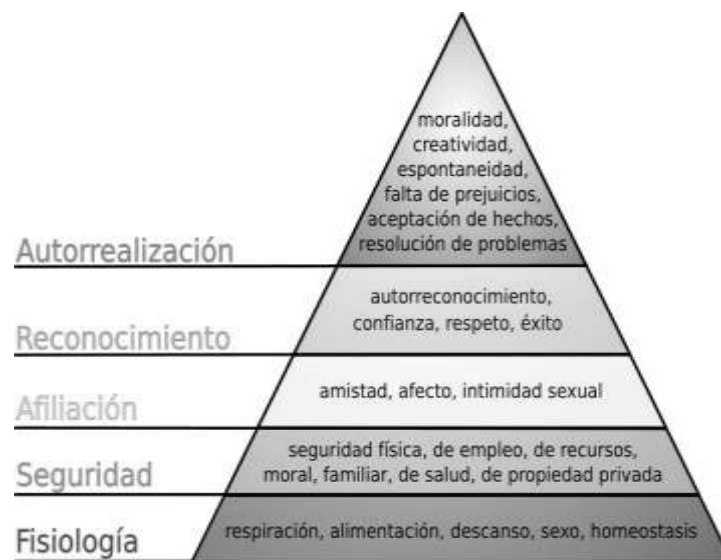 moralidad,
creatividad,
espontaneidad,
falta de prejuicios,
aceptación de hechos,
resolución de problemas
Autorrealización
autorreconocimiento,
confianza, respeto, éxito
Reconocimiento
amistad, afecto, intimidad sexual
Afiliación
seguridad física, de empleo, de recursos,
moral, familiar, de salud, de propiedad privada
Seguridad
respiración, alimentación, descanso, sexo, homeostasis
Fisiología